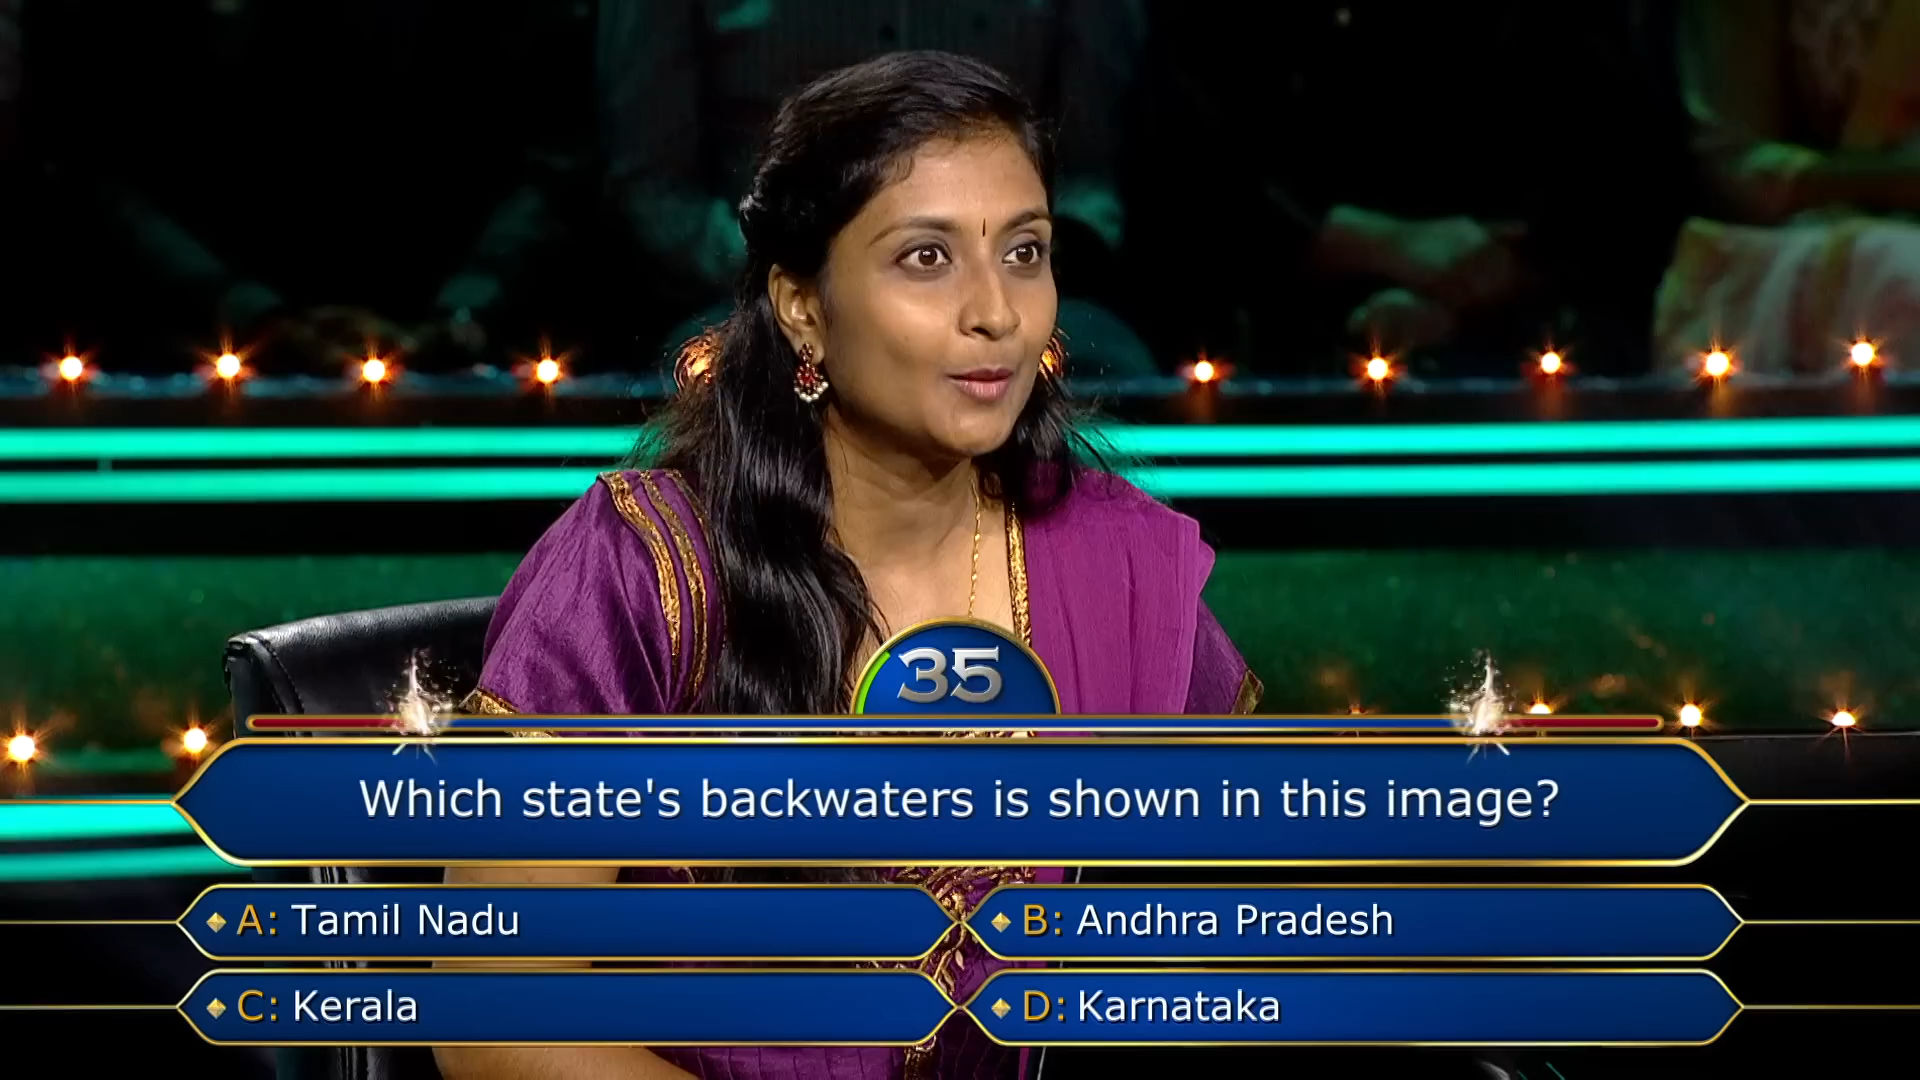 35
Which state's backwaters is shown in this image?
A: Tamil Nadu
B: Andhra Pradesh
C: Kerala
D: Karnataka